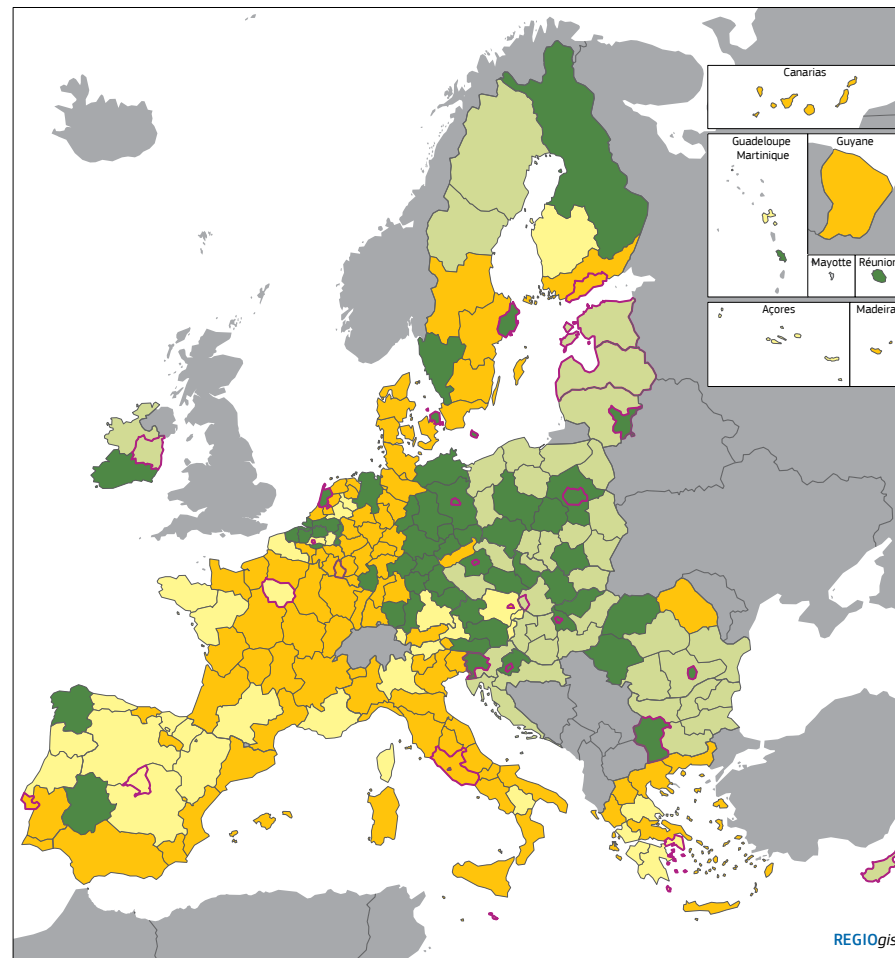 Canarias
Guadeloupe
Martinique
Guyane
Mayotte
Réunion
Açores
Madeira
REGIOgis